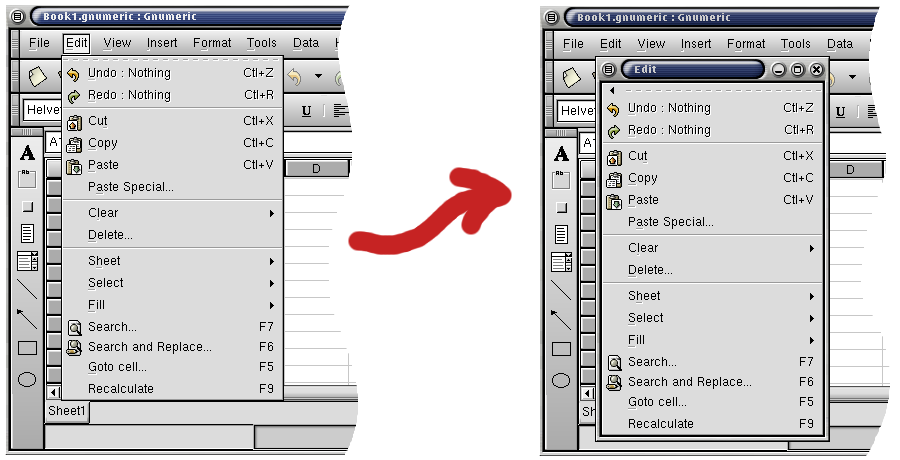 Book1.gnumeric : Gnumeric
File Edit View Insert Format Tools Data
Undo : Nothing Ctl+Z
Redo : Nothing Ctl+R
Helve U
Cut Ctl+X
A Copy Ctl+C
Ab Paste Ctl+V D
Paste Special...
Clear
Delete...
Sheet
Select
Fill
Search... F7
Search and Replace... F6
Goto cell... F5
Recalculate F9
Sheet1
Book1.gnumeric : Gnumeric
File Edit View Insert Format Tools Data
Edit
Undo : Nothing Ctl+Z
Helv U
Redo : Nothing Ctl+R
A Cut Ctl+X
Ab Copy Ctl+C D
Paste Ctl+V
Paste Special...
Clear
Delete...
Sheet
Select
Fill
Search... F7
Search and Replace... F6
Goto cell... F5
Sh
Recalculate F9